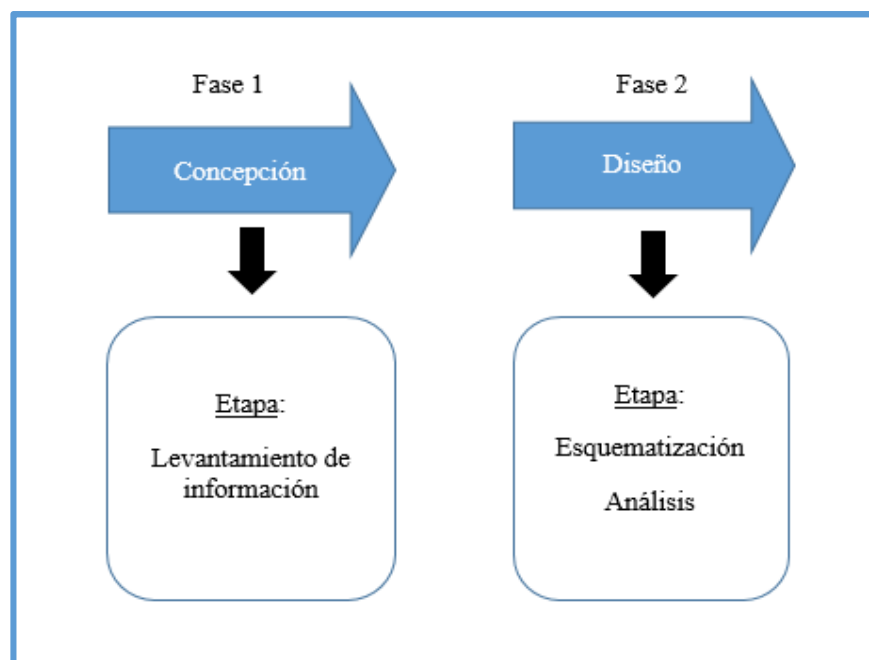 Fase 1
Concepción
Etapa:
Levantamiento de
información
Fase 2
Diseño
Etapa:
Esquematización
Análisis